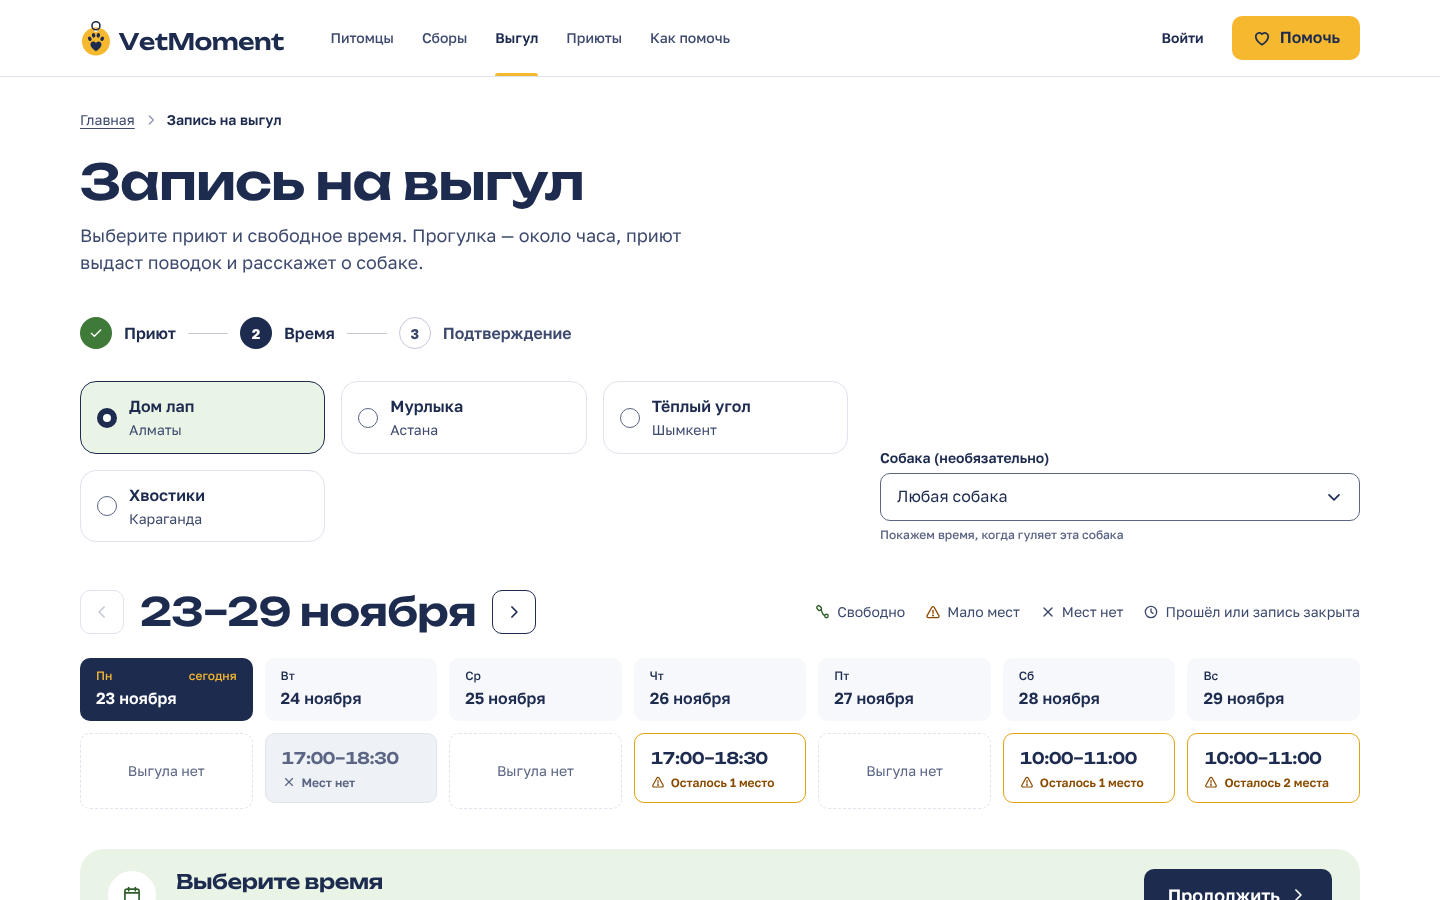 VetMoment
Питомцы
Сборы
Выгул
Приюты
Как помочь
Войти
Помочь
Главная
Запись на выгул
Запись на выгул
Выберите приют и свободное время. Прогулка — около часа, приют
выдаст поводок и расскажет о собаке.
Приют
2 Время
3 Подтверждение
Дом лап
Алматы
Мурлыка
Астана
Тёплый угол
Шымкент
Хвостики
Караганда
Собака (необязательно)
Любая собака
Покажем время, когда гуляет эта собака
23–29 ноября
Свободно
Мало мест
Мест нет
Прошёл или запись закрыта
Пн сегодня
23 ноября
Вт
24 ноября
Ср
25 ноября
Чт
26 ноября
Пт
27 ноября
Сб
28 ноября
Вс
29 ноября
Выгула нет
17:00–18:30
Мест нет
Выгула нет
17:00–18:30
Осталось 1 место
Выгула нет
10:00–11:00
Осталось 1 место
10:00–11:00
Осталось 2 места
Выберите время
Продолжить